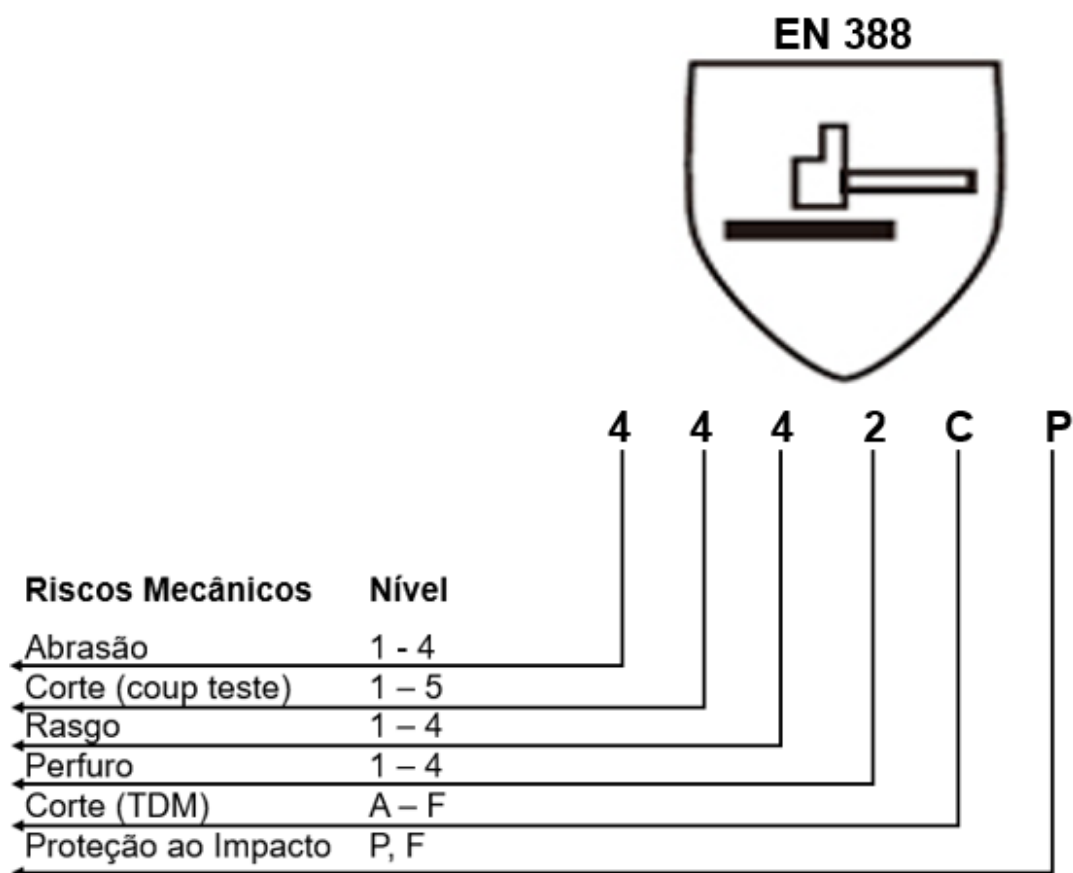 EN 388
4 4 4 2 C P
Riscos Mecânicos Nível
Abrasão 1 - 4
Corte (coup teste) 1 – 5
Rasgo 1 – 4
Perfuro 1 – 4
Corte (TDM) A – F
Proteção ao Impacto P, F